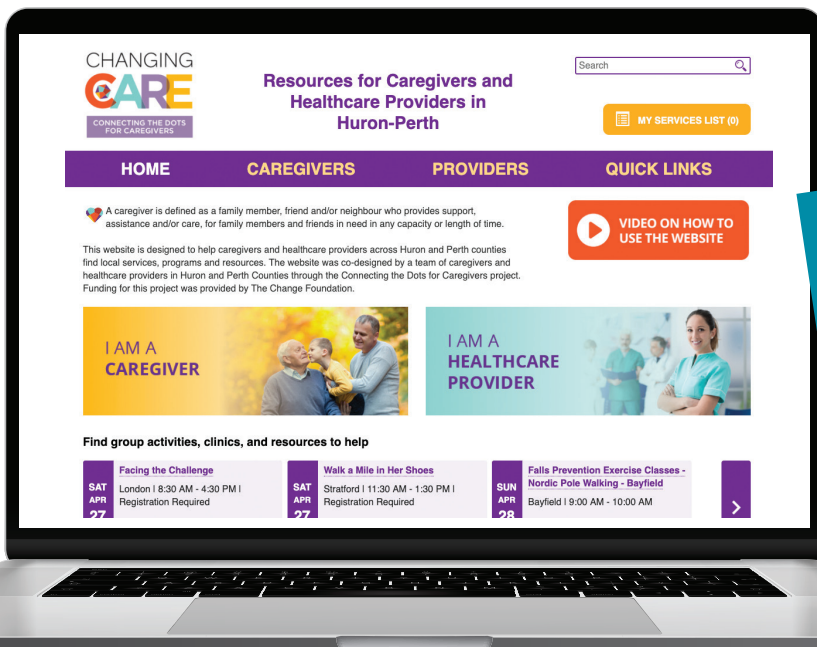 CHANGING
CARE
CONNECTING THE DOTS
FOR CAREGIVERS
Resources for Caregivers and
Healthcare Providers in
Huron-Perth
Search
MY SERVICES LIST (0)
HOME CAREGIVERS PROVIDERS QUICK LINKS
A caregiver is defined as a family member, friend and/or neighbour who provides support,
assistance and/or care, for family members and friends in need in any capacity or length of time.
This website is designed to help caregivers and healthcare providers across Huron and Perth counties
find local services, programs and resources. The website was co-designed by a team of caregivers and
healthcare providers in Huron and Perth Counties through the Connecting the Dots for Caregivers project.
Funding for this project was provided by The Change Foundation.
VIDEO ON HOW TO
USE THE WEBSITE
I AM A
CAREGIVER
I AM A
HEALTHCARE
PROVIDER
Find group activities, clinics, and resources to help
SAT
APR
27
Facing the Challenge
London | 8:30 AM - 4:30 PM |
Registration Required
SAT
APR
27
Walk a Mile in Her Shoes
Stratford | 11:30 AM - 1:30 PM |
Registration Required
SUN
APR
28
Falls Prevention Exercise Classes -
Nordic Pole Walking - Bayfield
Bayfield | 9:00 AM - 10:00 AM